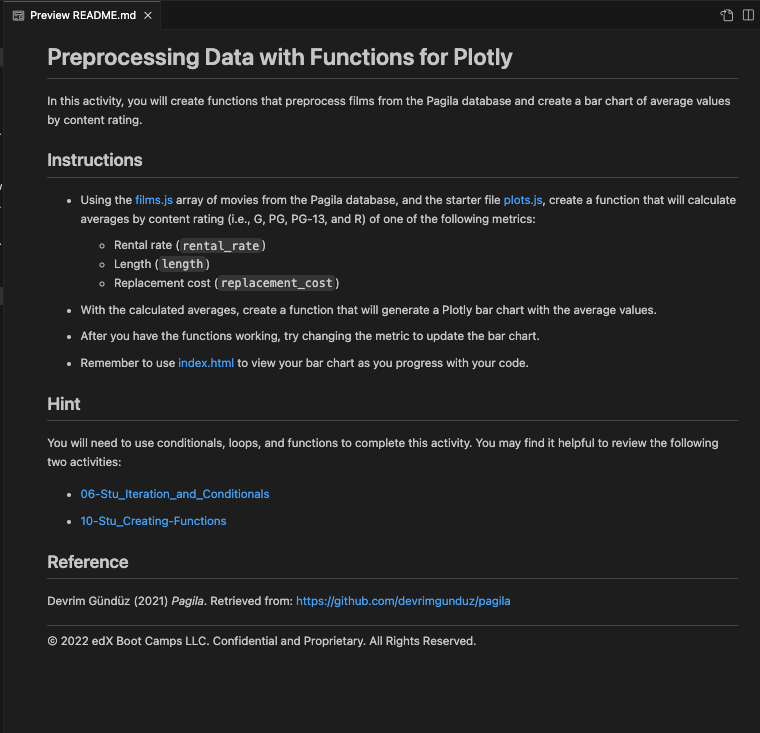 Preview README.md
Preprocessing Data with Functions for Plotly
In this activity, you will create functions that preprocess films from the Pagila database and create a bar chart of average values
by content rating.
Instructions
Using the films.js array of movies from the Pagila database, and the starter file plots.js, create a function that will calculate
averages by content rating (i.e., G, PG, PG-13, and R) of one of the following metrics:
Rental rate (rental_rate)
Length (length)
Replacement cost (replacement_cost)
With the calculated averages, create a function that will generate a Plotly bar chart with the average values.
After you have the functions working, try changing the metric to update the bar chart.
Remember to use index.html to view your bar chart as you progress with your code.
Hint
You will need to use conditionals, loops, and functions to complete this activity. You may find it helpful to review the following
two activities:
06-Stu_Iteration_and_Conditionals
10-Stu_Creating-Functions
Reference
Devrim Gündüz (2021) Pagila. Retrieved from: https://github.com/devrimgunduz/pagila
© 2022 edX Boot Camps LLC. Confidential and Proprietary. All Rights Reserved.